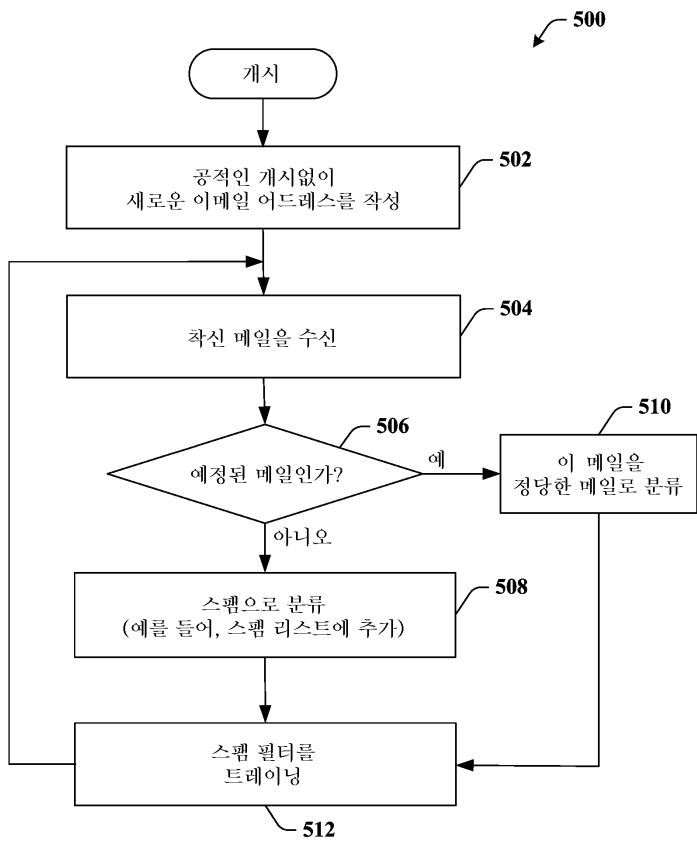 500
개시
공적인 개시없이
새로운 이메일 어드레스를 작성
502
착신 메일을 수신
504
예정된 메일인가?
506
예
이 메일을
정당한 메일로 분류
510
아니오
스팸으로 분류
(예를 들어, 스팸 리스트에 추가)
508
스팸 필터를
트레이닝
512